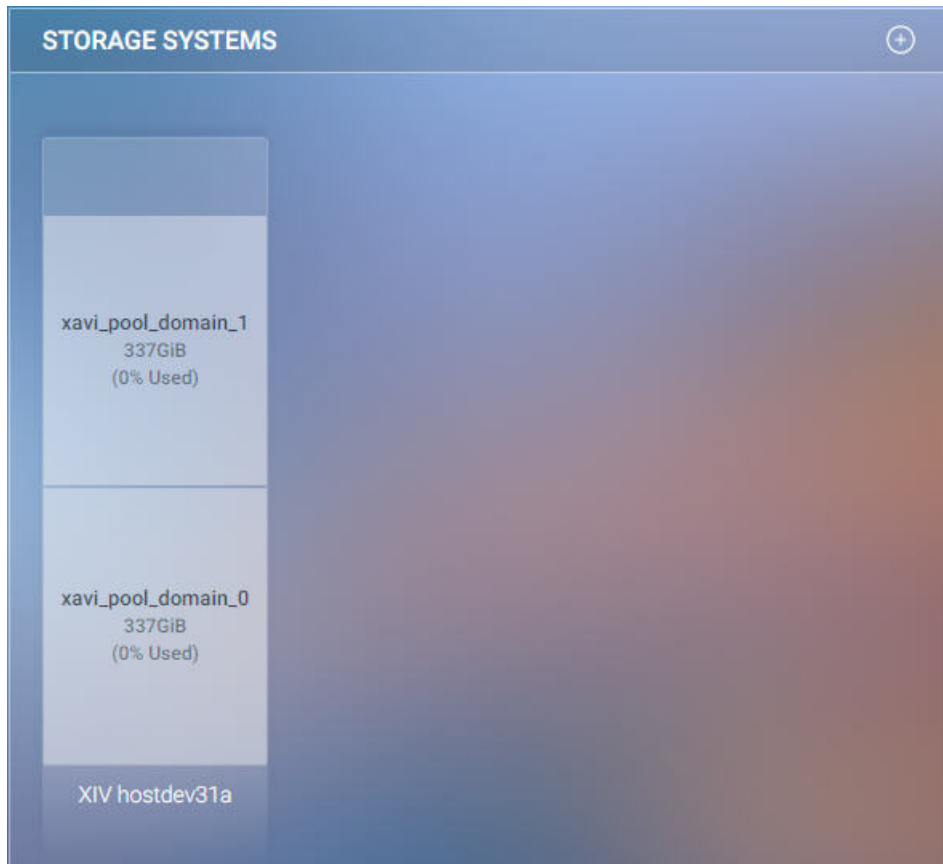 STORAGE SYSTEMS
xavi_pool_domain_1
337GiB
(0% Used)
xavi_pool_domain_0
337GiB
(0% Used)
XIV hostdev31a